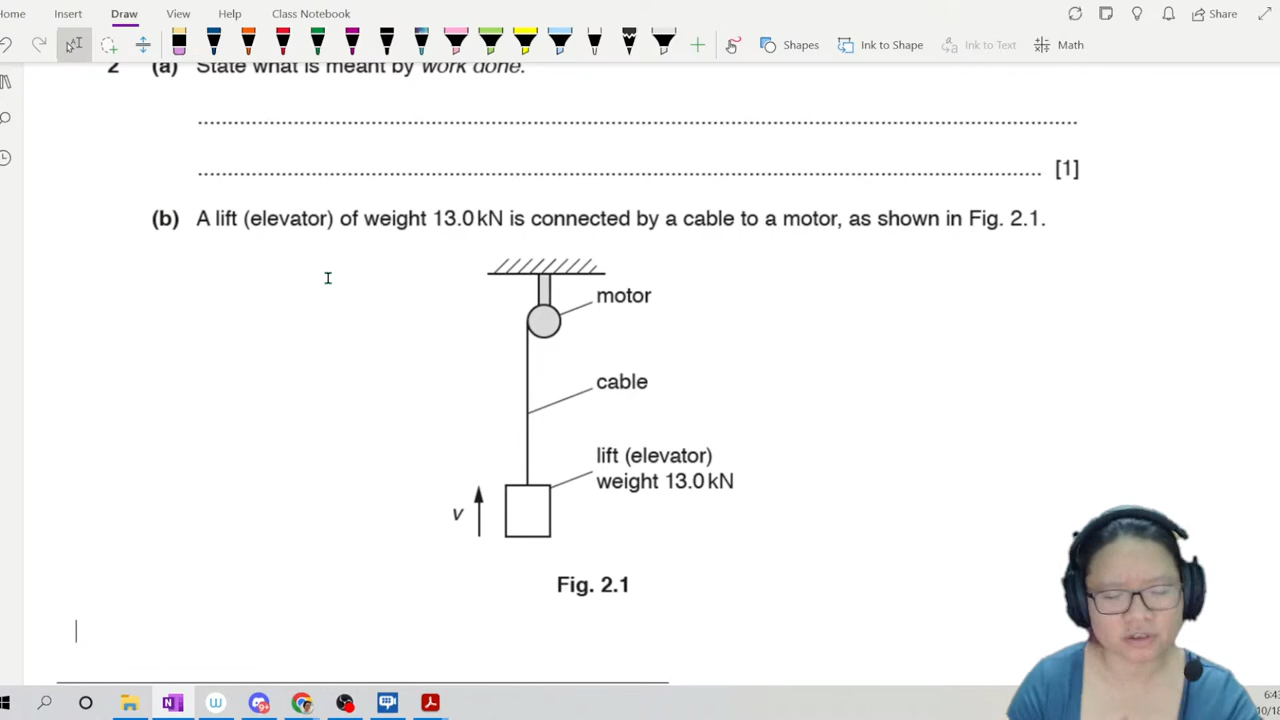 Home Insert Draw View Help Class Notebook Share
Shapes Ink to Shape Ink to Text Math
2 (a) State what is meant by work done.
[1]
(b) A lift (elevator) of weight 13.0 kN is connected by a cable to a motor, as shown in Fig. 2.1.
motor
cable
lift (elevator)
weight 13.0 kN
v
Fig. 2.1